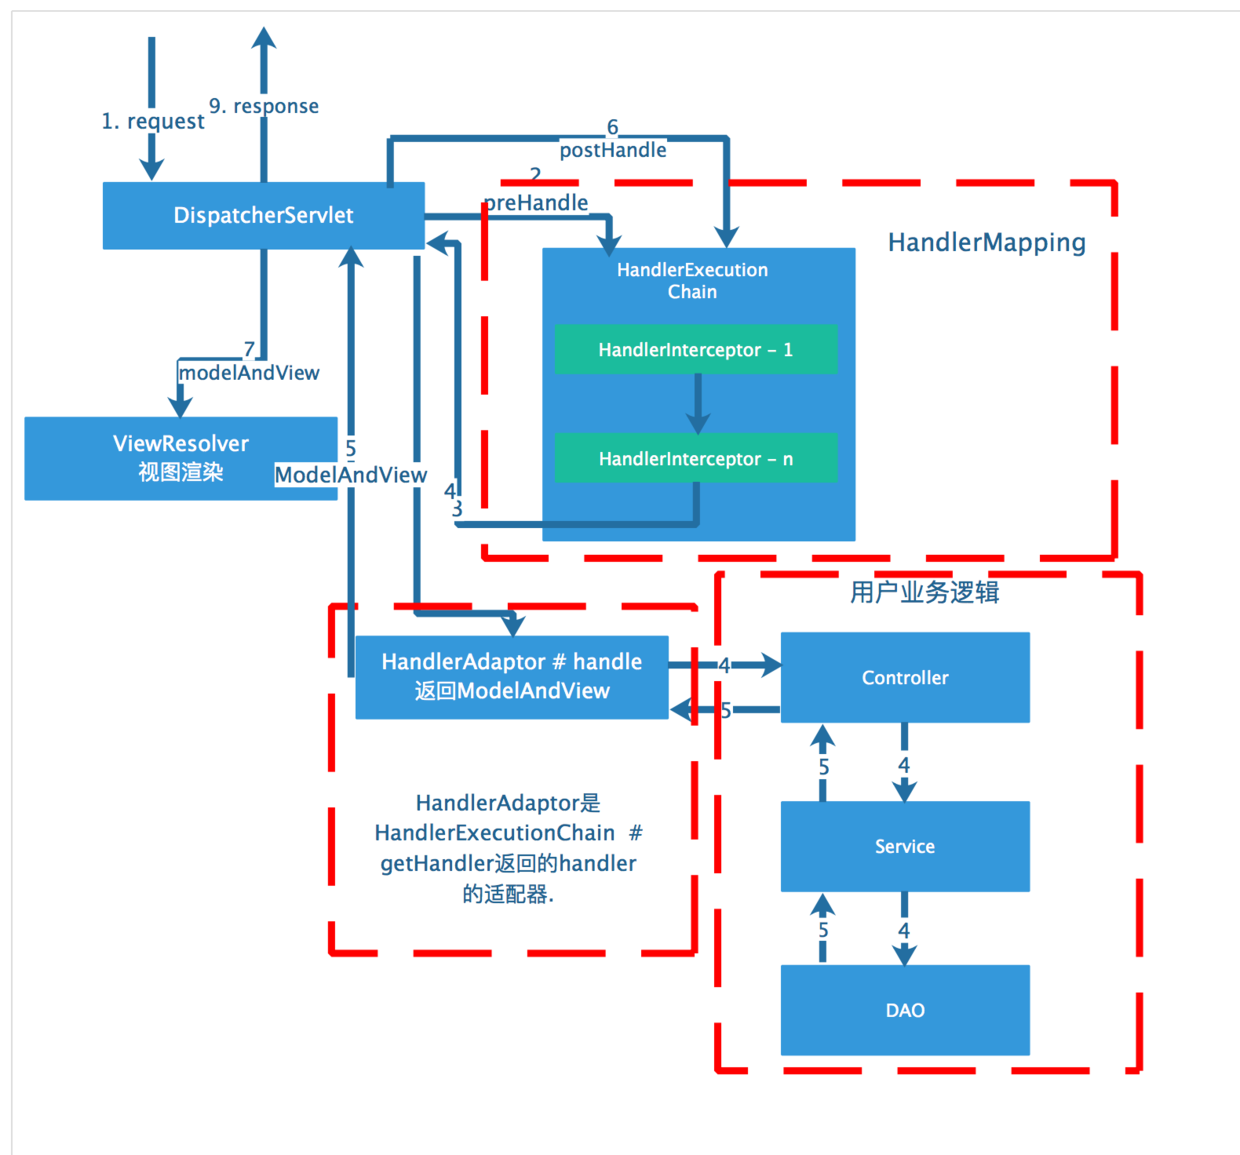 9. response
1. request
6
postHandle
2
preHandle
DispatcherServlet
HandlerMapping
HandlerExecution
Chain
HandlerInterceptor - 1
7
modelAndView
ViewResolver
视图渲染
5
ModelAndView
HandlerInterceptor - n
4
3
用户业务逻辑
HandlerAdaptor # handle
返回ModelAndView
4
5
Controller
5
4
HandlerAdaptor是
HandlerExecutionChain #
getHandler返回的handler
的适配器.
Service
5
4
DAO